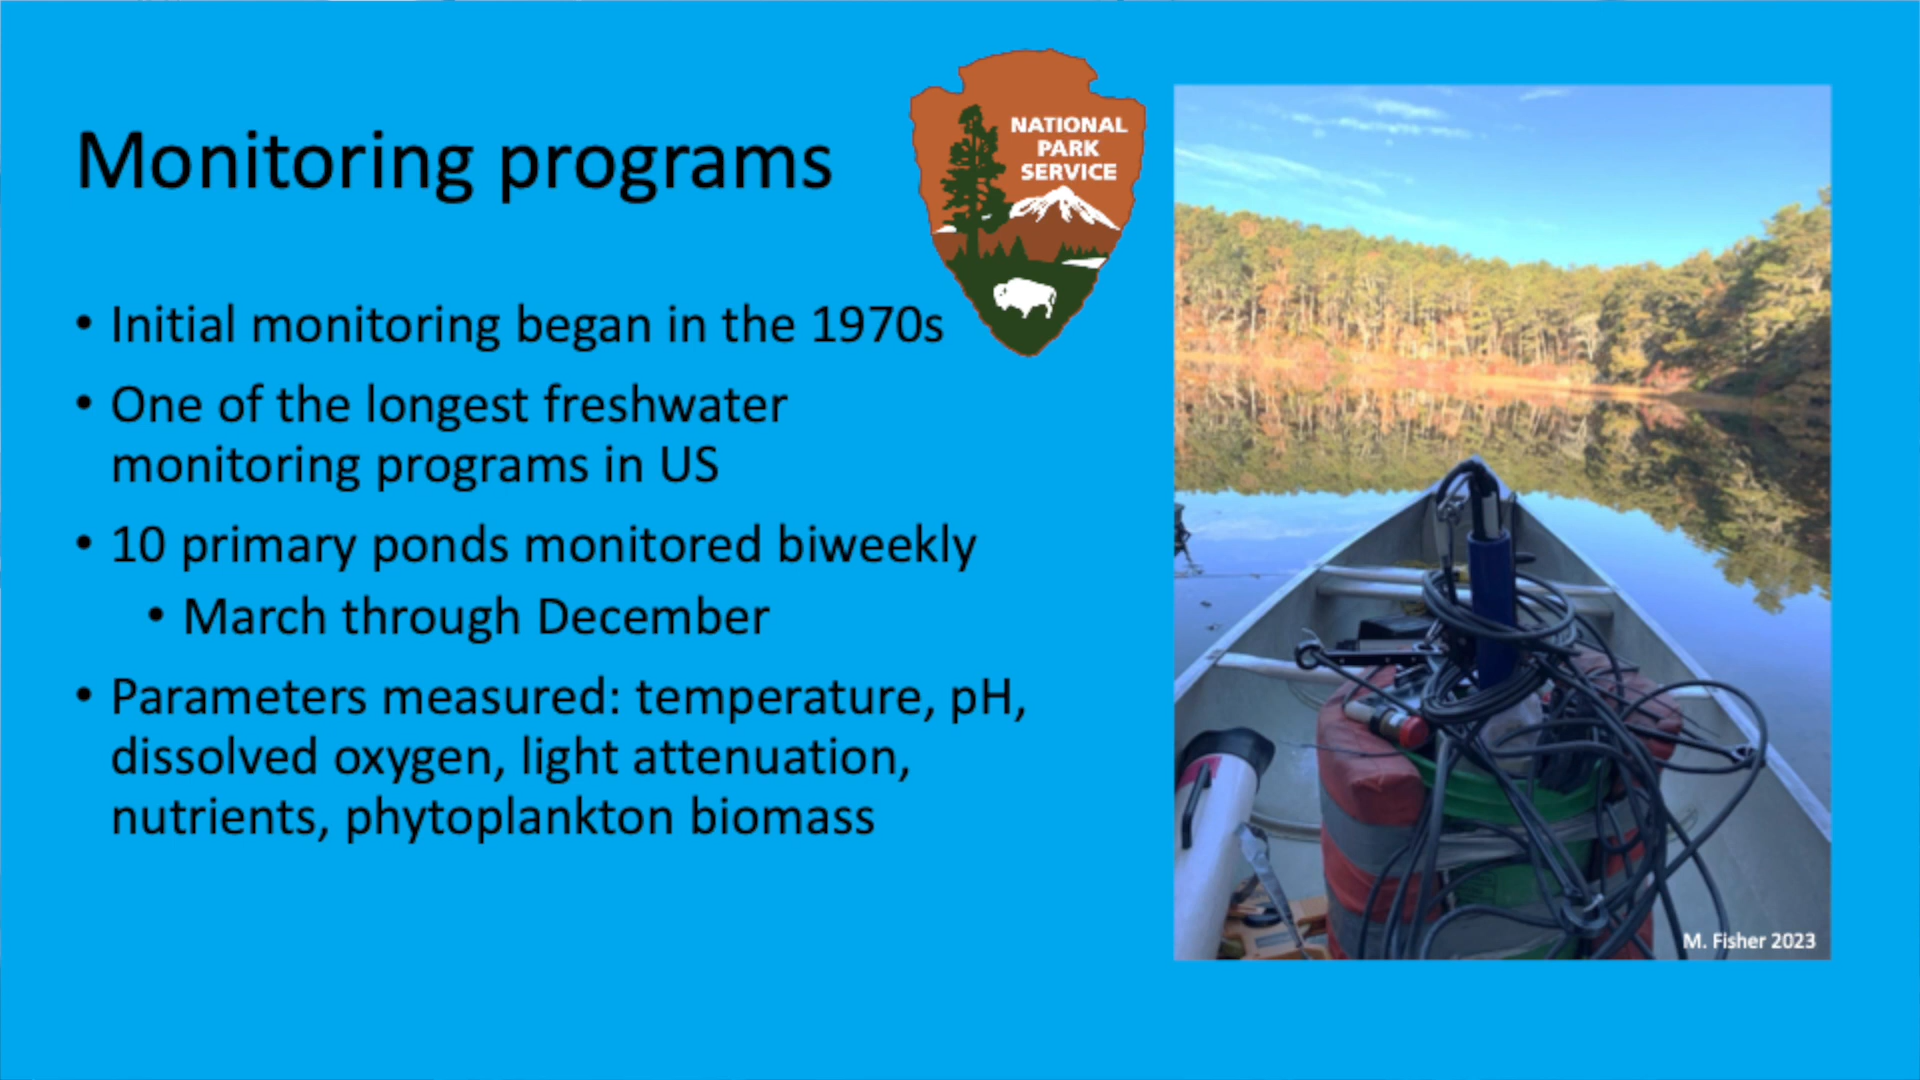 Monitoring programs
NATIONAL
PARK
SERVICE
• Initial monitoring began in the 1970s
• One of the longest freshwater
monitoring programs in US
• 10 primary ponds monitored biweekly
• March through December
• Parameters measured: temperature, pH,
dissolved oxygen, light attenuation,
nutrients, phytoplankton biomass
M. Fisher 2023